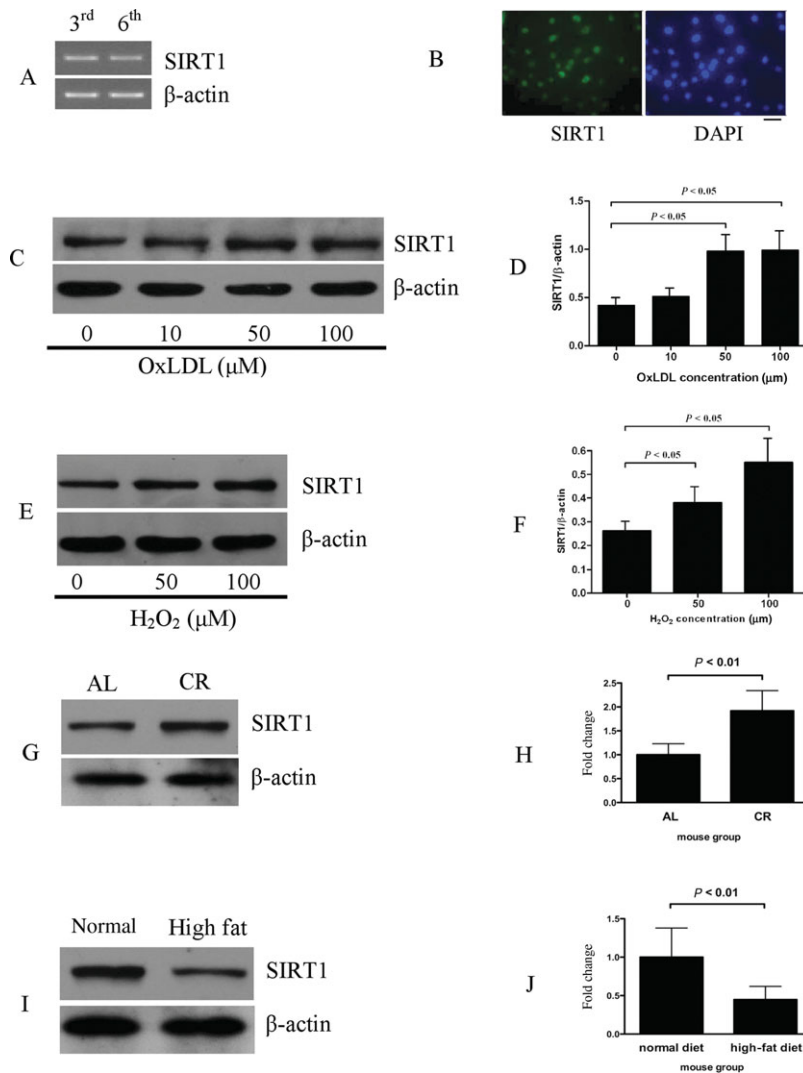 3rd 6th
A
SIRT1
β-actin
B
SIRT1 DAPI
C
SIRT1
β-actin
0 10 50 100
OxLDL (μM)
D
SIRT1/β-actin
1.5
1.0
0.5
0.0
P < 0.05
P < 0.05
0 10 50 100
OxLDL concentration (μm)
E
SIRT1
β-actin
0 50 100
H₂O₂ (μM)
F
SIRT1/β-actin
0.6
0.5
0.4
0.3
0.2
0.1
0.0
P < 0.05
P < 0.05
0 50 100
H₂O₂ concentration (μm)
AL CR
G
SIRT1
β-actin
H
Fold change
2.5
2.0
1.5
1.0
0.5
0.0
P < 0.01
AL CR
mouse group
Normal High fat
I
SIRT1
β-actin
J
Fold change
1.5
1.0
0.5
0.0
P < 0.01
normal diet high-fat diet
mouse group